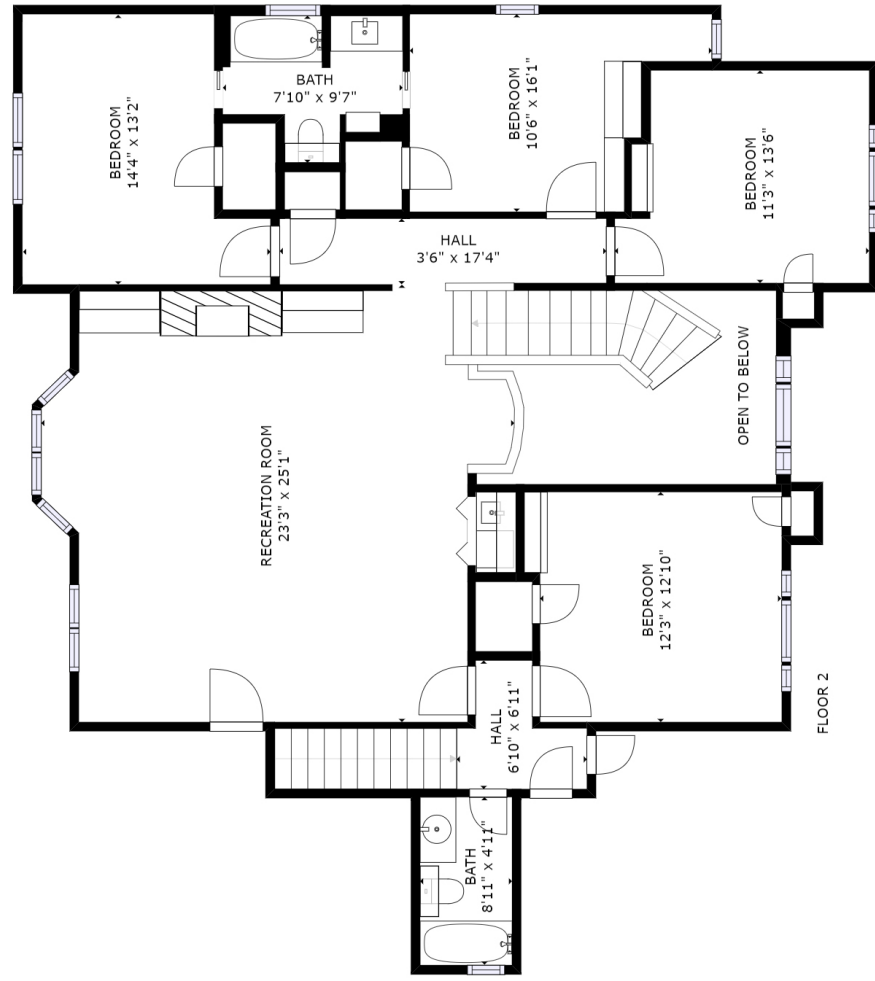 BATH
7'10" x 9'7"
BEDROOM
14'4" x 13'2"
BEDROOM
10'6" x 16'1"
BEDROOM
11'3" x 13'6"
HALL
3'6" x 17'4"
OPEN TO BELOW
RECREATION ROOM
23'3" x 25'1"
BEDROOM
12'3" x 12'10"
HALL
6'10" x 6'11"
FLOOR 2
BATH
8'11" x 4'11"